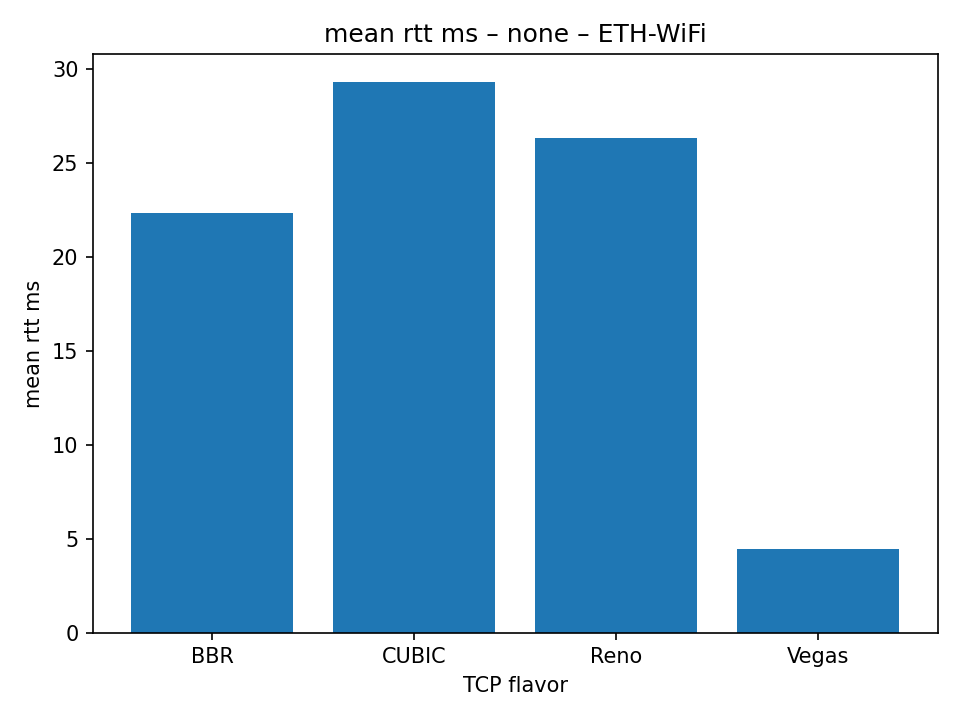 mean rtt ms – none – ETH-WiFi
30
25
20
15
10
5
0
mean rtt ms
BBR CUBIC Reno Vegas
TCP flavor